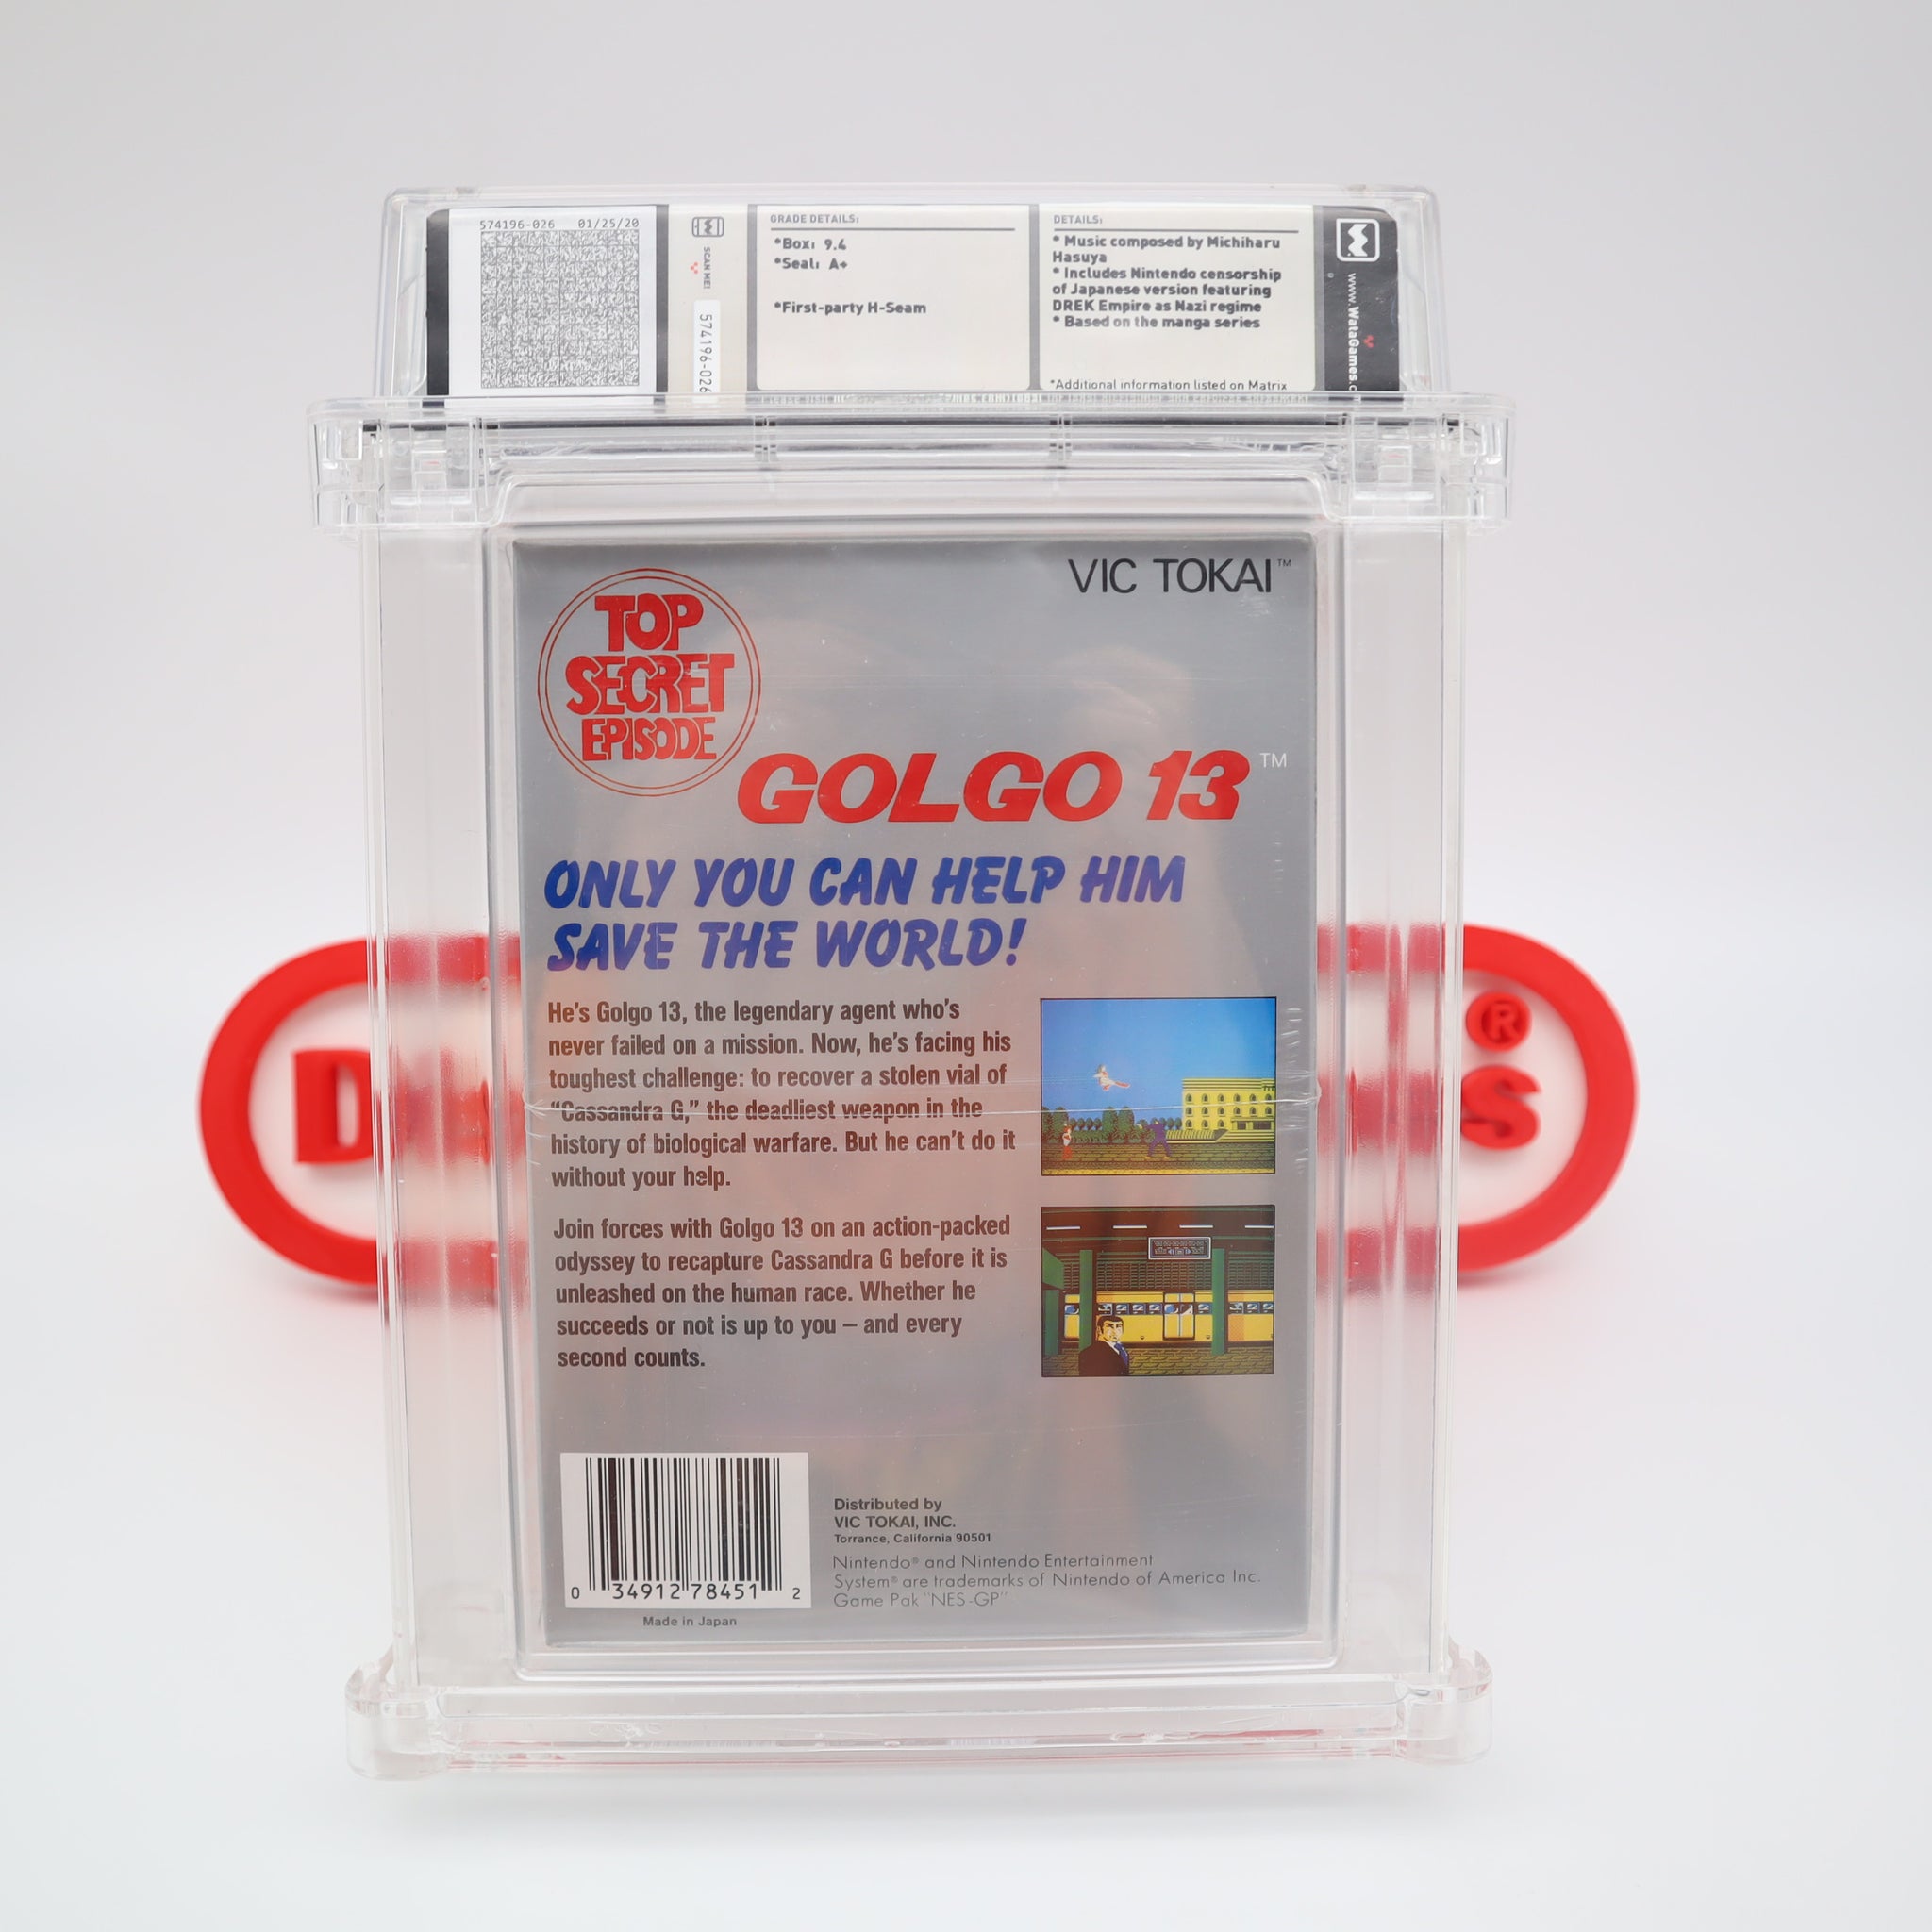 574196-026 01/25/20
SCAN ME!
574196-026
GRADE DETAILS:
*Box: 9.4
*Seal: A+
*First-party H-Seam
DETAILS:
* Music composed by Michiharu
Hasuya
* Includes Nintendo censorship
of Japanese version featuring
DREK Empire as Nazi regime
* Based on the manga series
*Additional information listed on Matrix
www.WataGames.c
VIC TOKAI™
TOP
SECRET
EPISODE
GOLGO 13™
ONLY YOU CAN HELP HIM
SAVE THE WORLD!
He's Golgo 13, the legendary agent who's
never failed on a mission. Now, he's facing his
toughest challenge: to recover a stolen vial of
“Cassandra G,” the deadliest weapon in the
history of biological warfare. But he can't do it
without your help.
Join forces with Golgo 13 on an action-packed
odyssey to recapture Cassandra G before it is
unleashed on the human race. Whether he
succeeds or not is up to you – and every
second counts.
0 34912 78451 2
Made in Japan
Distributed by
VIC TOKAI, INC.
Torrance, California 90501
Nintendo® and Nintendo Entertainment
System® are trademarks of Nintendo of America Inc.
Game Pak "NES-GP"
D
®
S